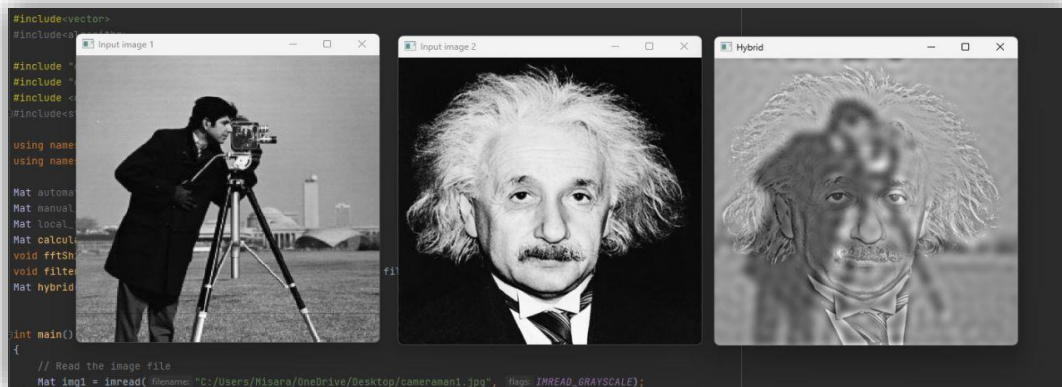 #include<vector>
#include<al
Input image 1
Input image 2
Hybrid
#include "
#include "
#include <
#include<s
using name
using name
Mat automa
Mat manual
Mat local_
Mat calcul
void fftSh
void filte
fil
Mat hybrid
int main()
{
// Read the image file
Mat img1 = imread( filename: "C:/Users/Misara/OneDrive/Desktop/cameraman1.jpg", flags: IMREAD_GRAYSCALE);